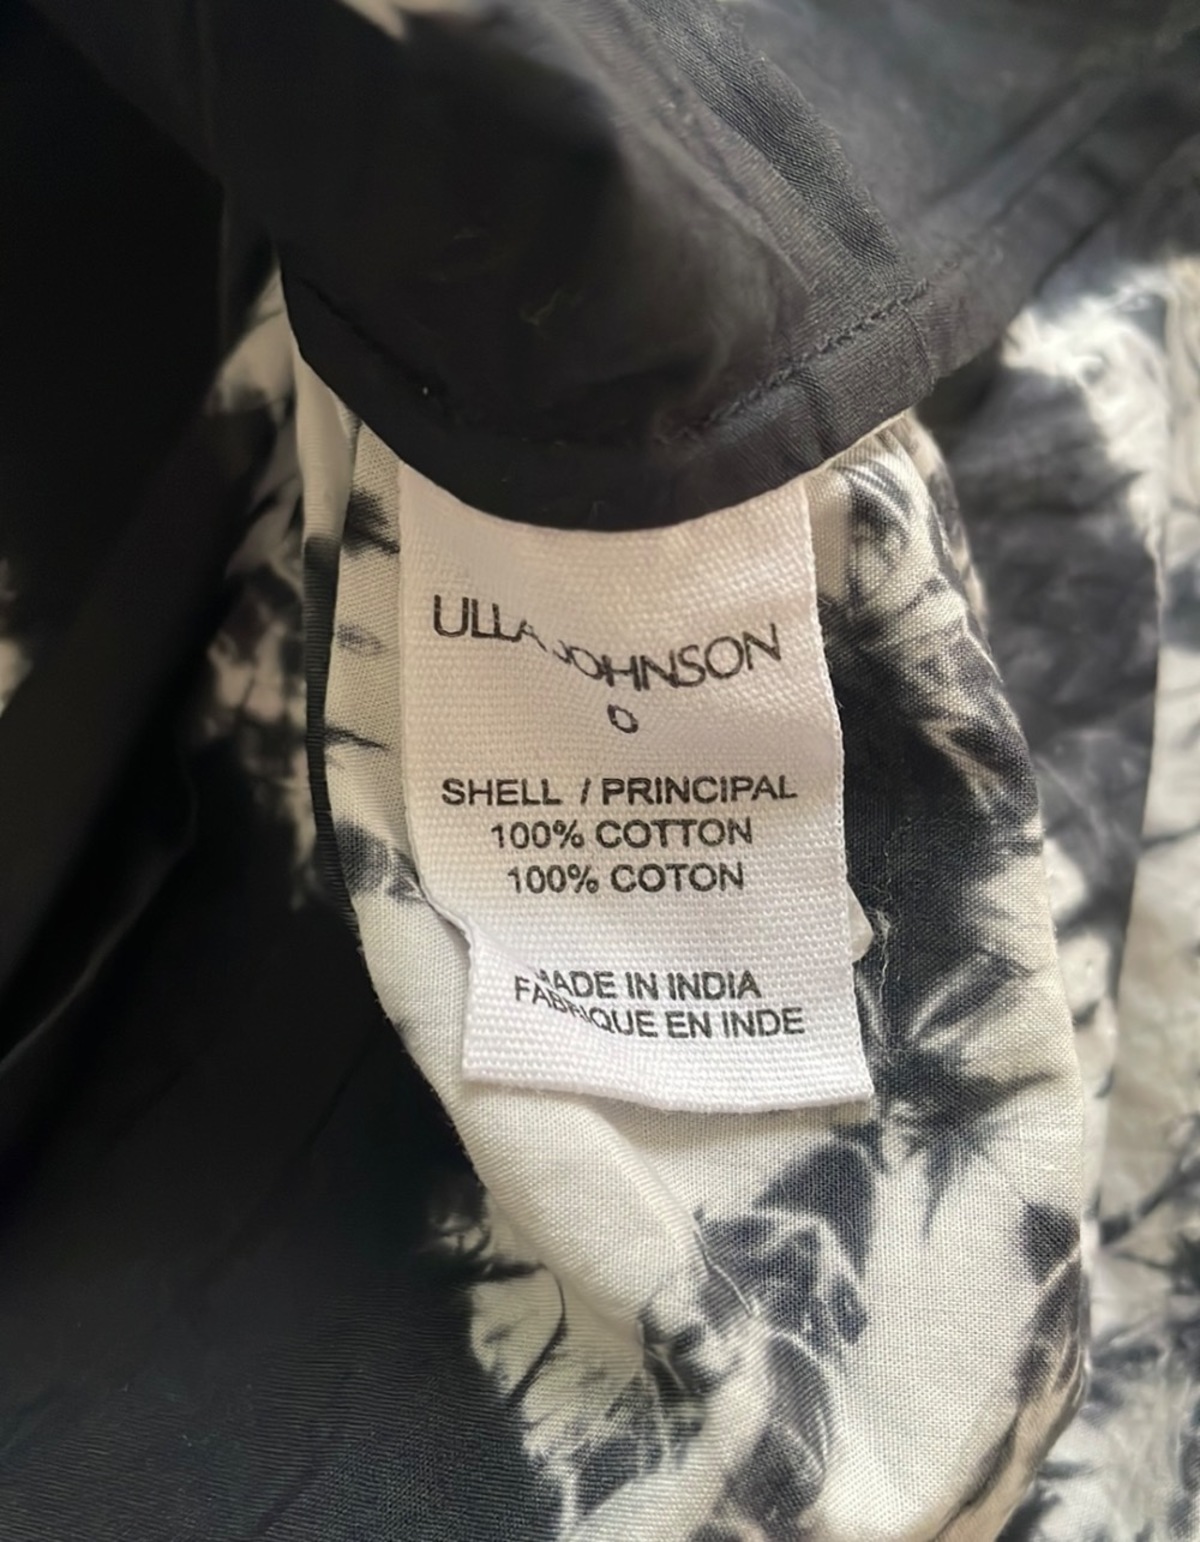 ULLA JOHNSON
0
SHELL / PRINCIPAL
100% COTTON
100% COTON
MADE IN INDIA
FABRIQUE EN INDE